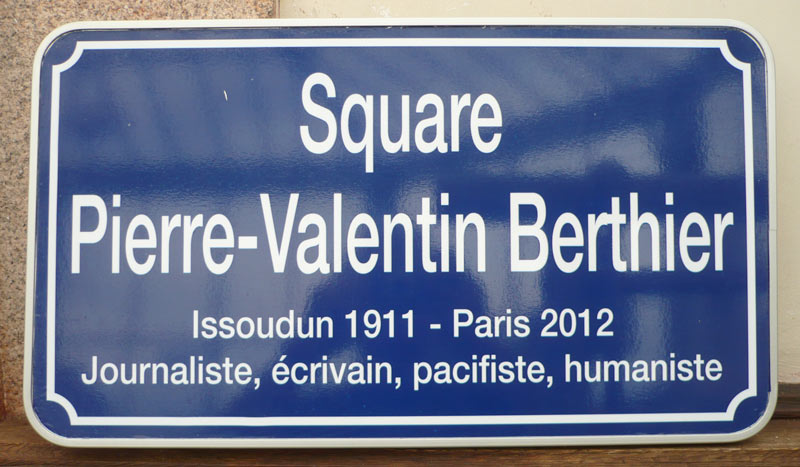 Square
Pierre-Valentin Berthier
Issoudun 1911 - Paris 2012
Journaliste, écrivain, pacifiste, humaniste